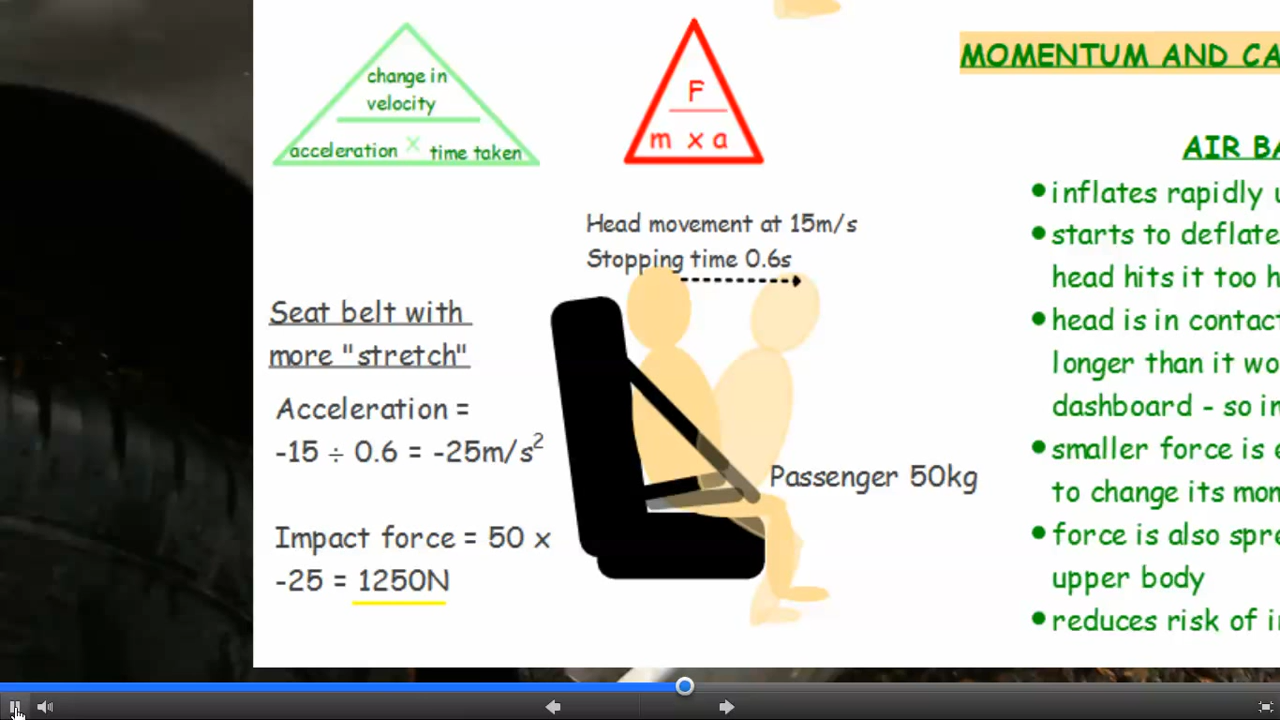 change in
velocity
acceleration x time taken
F
m x a
Head movement at 15m/s
Stopping time 0.6s
Seat belt with
more "stretch"
Acceleration =
-15 ÷ 0.6 = -25m/s²
Impact force = 50 x
-25 = 1250N
Passenger 50kg
MOMENTUM AND CA
AIR BA
• inflates rapidly u
• starts to deflate
head hits it too h
• head is in contact
longer than it wo
dashboard - so in
• smaller force is e
to change its mom
• force is also spre
upper body
• reduces risk of in